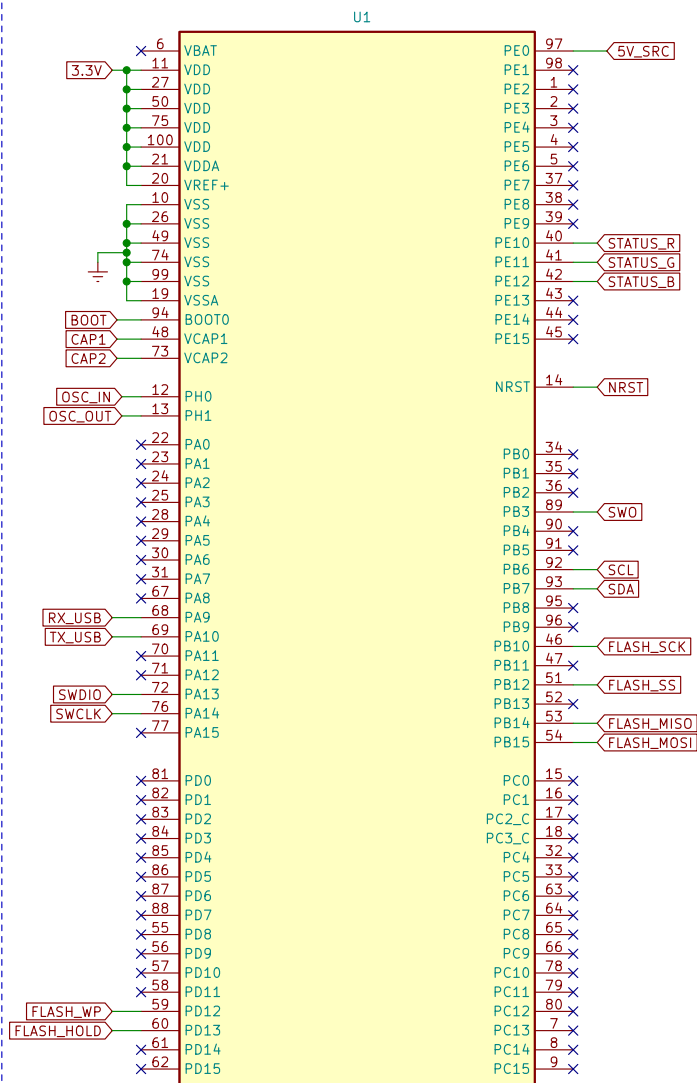 U1
6 VBAT PE0 97 5V_SRC
3.3V 11 VDD PE1 98
27 VDD PE2 1
50 VDD PE3 2
75 VDD PE4 3
100 VDD PE5 4
21 VDDA PE6 5
20 VREF+ PE7 37
10 VSS PE8 38
26 VSS PE9 39
49 VSS PE10 40 STATUS_R
74 VSS PE11 41 STATUS_G
99 VSS PE12 42 STATUS_B
19 VSSA PE13 43
BOOT 94 BOOT0 PE14 44
CAP1 48 VCAP1 PE15 45
CAP2 73 VCAP2
NRST 14 NRST
OSC_IN 12 PH0
OSC_OUT 13 PH1
22 PA0 PB0 34
23 PA1 PB1 35
24 PA2 PB2 36
25 PA3 PB3 89 SWO
28 PA4 PB4 90
29 PA5 PB5 91
30 PA6 PB6 92 SCL
31 PA7 PB7 93 SDA
67 PA8 PB8 95
RX_USB 68 PA9 PB9 96
TX_USB 69 PA10 PB10 46 FLASH_SCK
70 PA11 PB11 47
71 PA12 PB12 51 FLASH_SS
SWDIO 72 PA13 PB13 52
SWCLK 76 PA14 PB14 53 FLASH_MISO
77 PA15 PB15 54 FLASH_MOSI
81 PD0 PC0 15
82 PD1 PC1 16
83 PD2 PC2_C 17
84 PD3 PC3_C 18
85 PD4 PC4 32
86 PD5 PC5 33
87 PD6 PC6 63
88 PD7 PC7 64
55 PD8 PC8 65
56 PD9 PC9 66
57 PD10 PC10 78
58 PD11 PC11 79
FLASH_WP 59 PD12 PC12 80
FLASH_HOLD 60 PD13 PC13 7
61 PD14 PC14 8
62 PD15 PC15 9